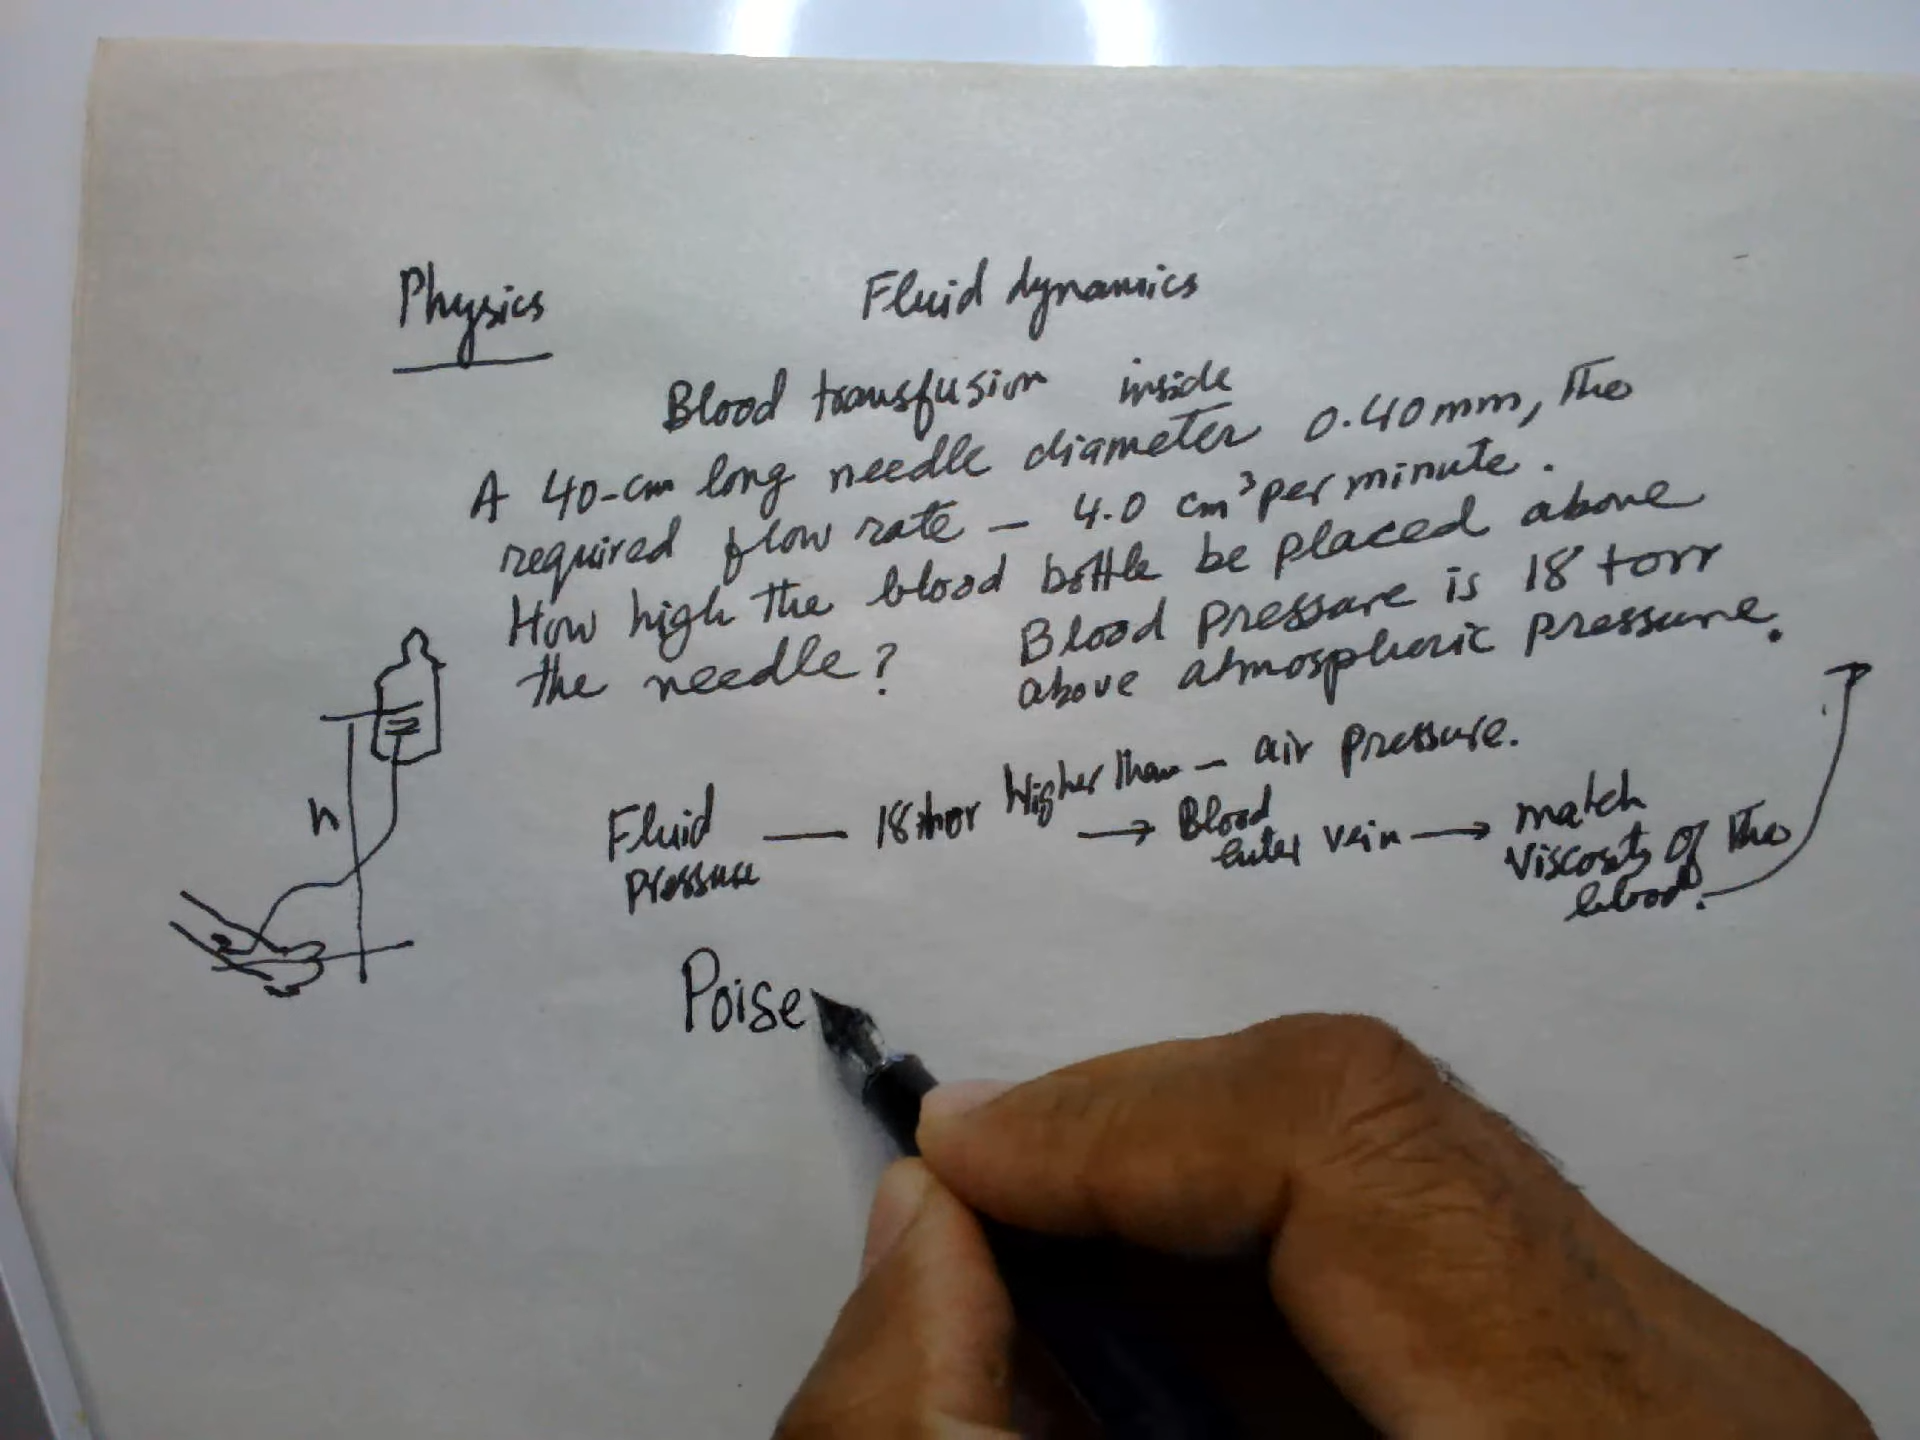 Physics
Fluid dynamics
Blood transfusion
inside
A 40-cm long needle diameter 0.40mm, The
required flow rate - 4.0 cm³ per minute.
How high the blood bottle be placed above
the needle? Blood pressure is 18 torr
above atmospheric pressure.
h
Fluid pressure — 18 torr Higher than - air pressure.
→ Blood enter vein → match
viscosity of The
blood.
Poise